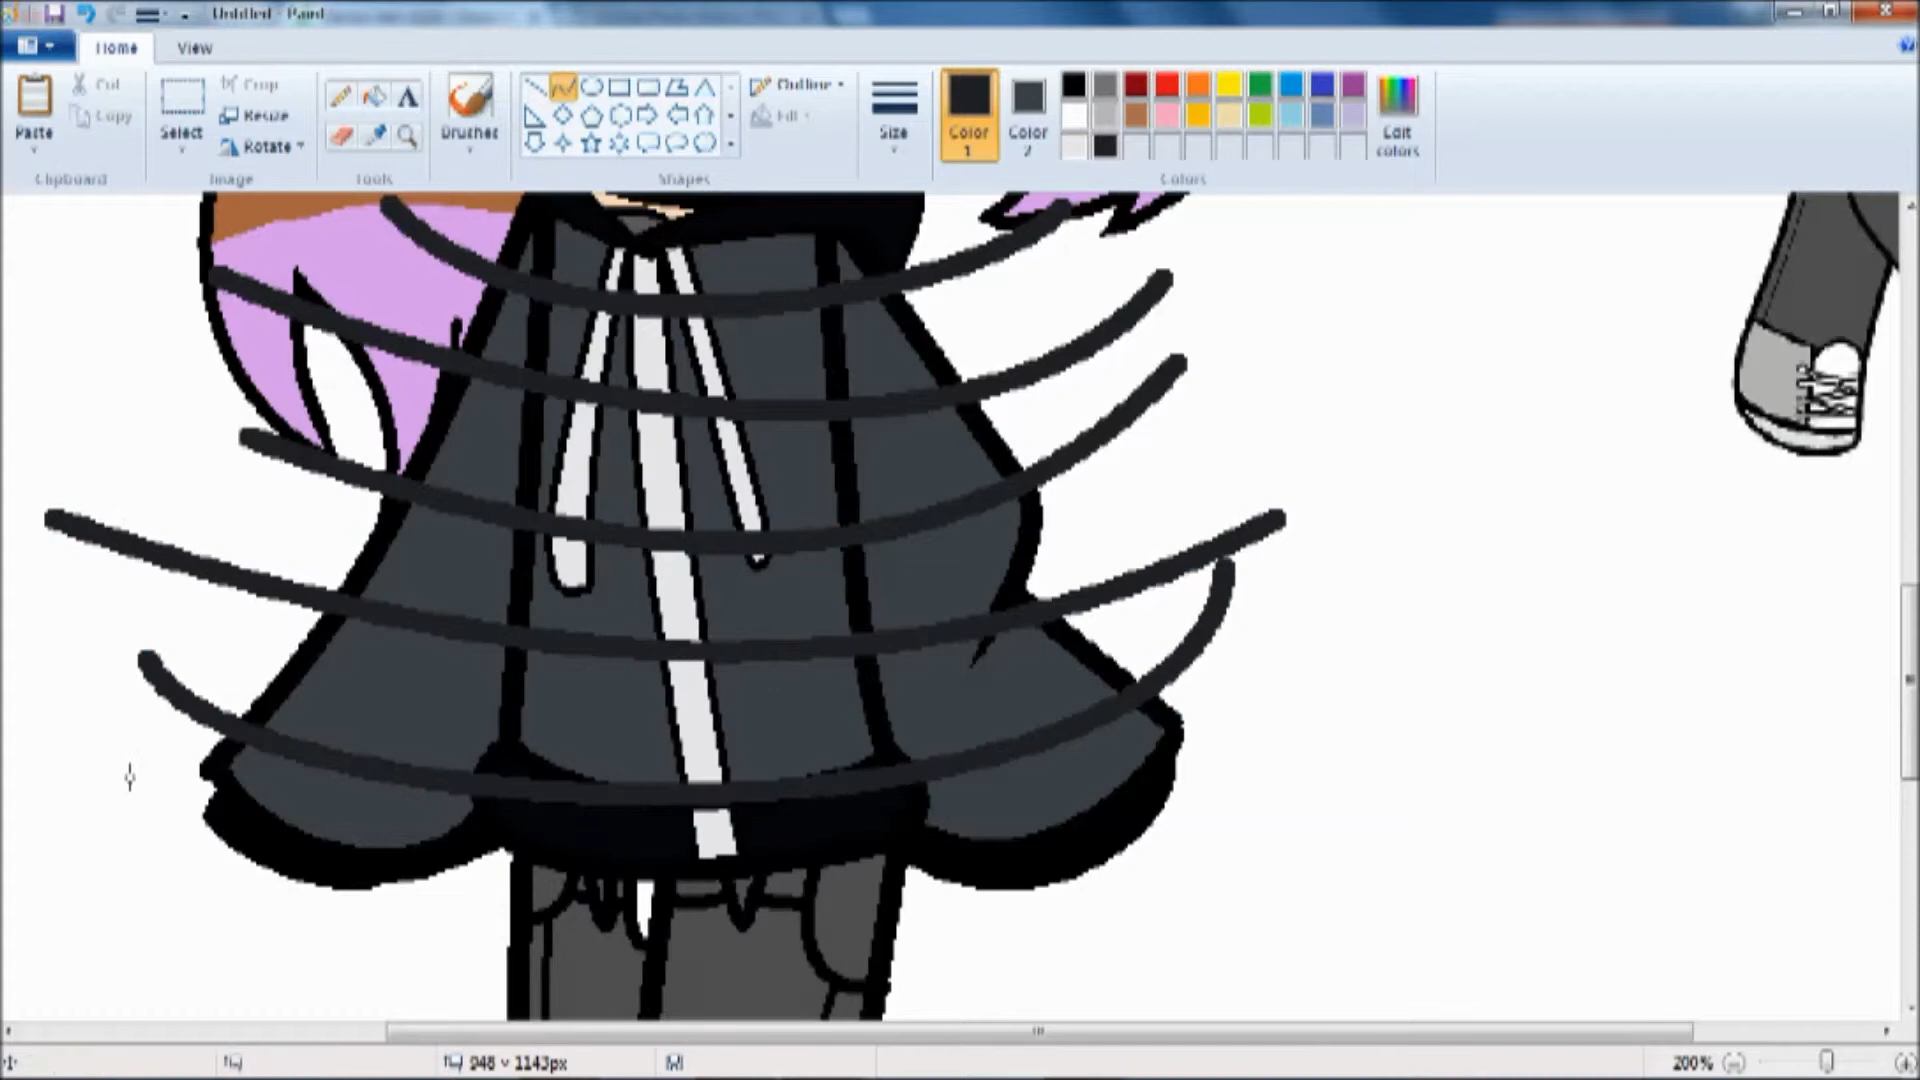 Untitled - Paint
Home View
Paste
Cut
Copy
Clipboard
Select
Crop
Resize
Rotate
Image
A
Tools
Brushes
Shapes
Outline
Fill
Size
Color 1
Color 2
Edit colors
Colors
948 × 1143px
200%